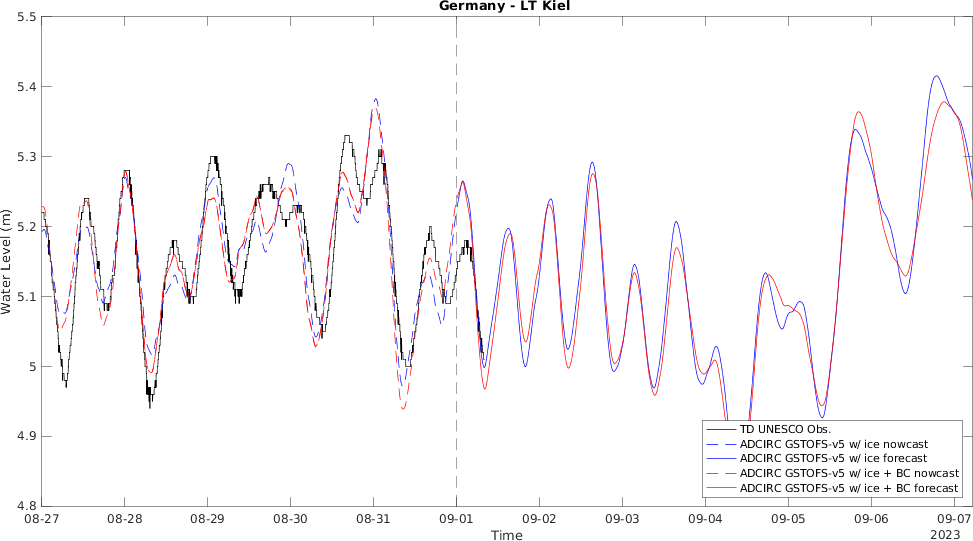 Germany - LT Kiel
5.5
5.4
5.3
5.2
5.1
5
4.9
4.8
Water Level (m)
TD UNESCO Obs.
ADCIRC GSTOFS-v5 w/ ice nowcast
ADCIRC GSTOFS-v5 w/ ice forecast
ADCIRC GSTOFS-v5 w/ ice + BC nowcast
ADCIRC GSTOFS-v5 w/ ice + BC forecast
08-27 08-28 08-29 08-30 08-31 09-01 09-02 09-03 09-04 09-05 09-06 09-07
Time
2023